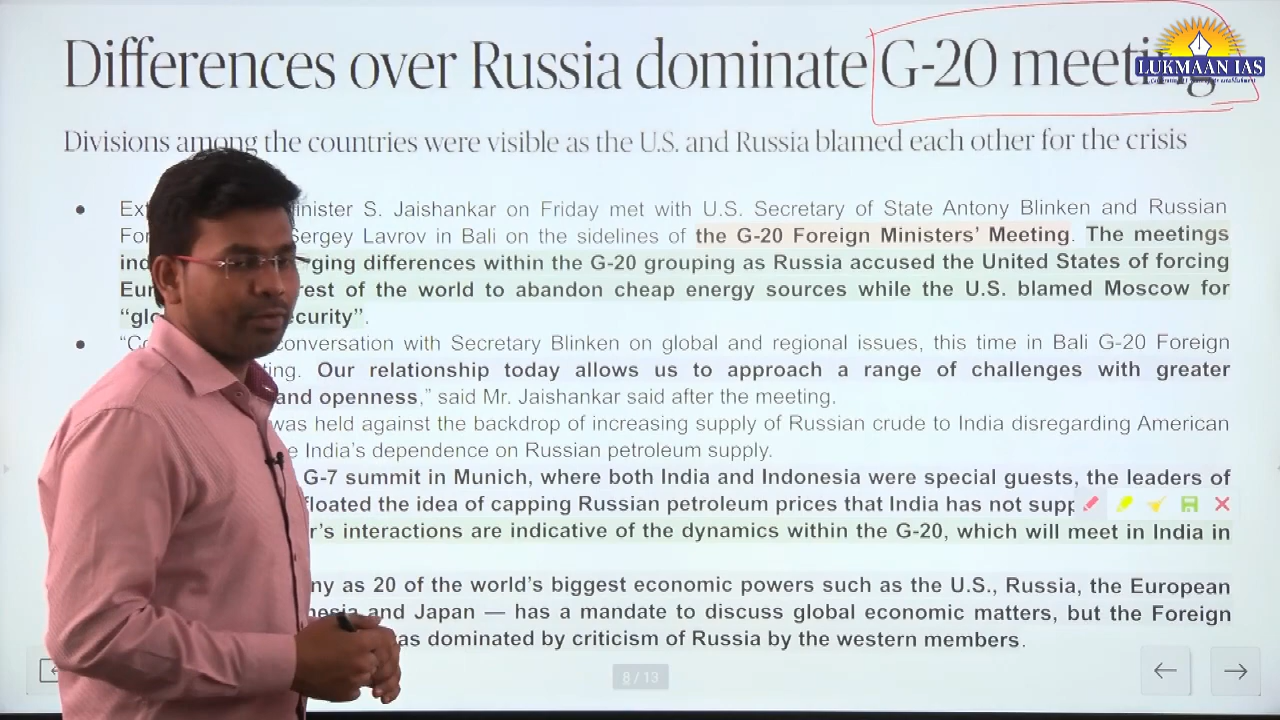 Differences over Russia dominate G-20 meeting
LUKMAAN IAS
Divisions among the countries were visible as the U.S. and Russia blamed each other for the crisis
• inister S. Jaishankar on Friday met with U.S. Secretary of State Antony Blinken and Russian
Sergey Lavrov in Bali on the sidelines of the G-20 Foreign Ministers' Meeting. The meetings
differences within the G-20 grouping as Russia accused the United States of forcing
rest of the world to abandon cheap energy sources while the U.S. blamed Moscow for
curity".
• conversation with Secretary Blinken on global and regional issues, this time in Bali G-20 Foreign
ting. Our relationship today allows us to approach a range of challenges with greater
and openness," said Mr. Jaishankar said after the meeting.
was held against the backdrop of increasing supply of Russian crude to India disregarding American
e India's dependence on Russian petroleum supply.
G-7 summit in Munich, where both India and Indonesia were special guests, the leaders of
floated the idea of capping Russian petroleum prices that India has not supp
r's interactions are indicative of the dynamics within the G-20, which will meet in India in
ny as 20 of the world's biggest economic powers such as the U.S., Russia, the European
nesia and Japan — has a mandate to discuss global economic matters, but the Foreign
as dominated by criticism of Russia by the western members.
8 / 13